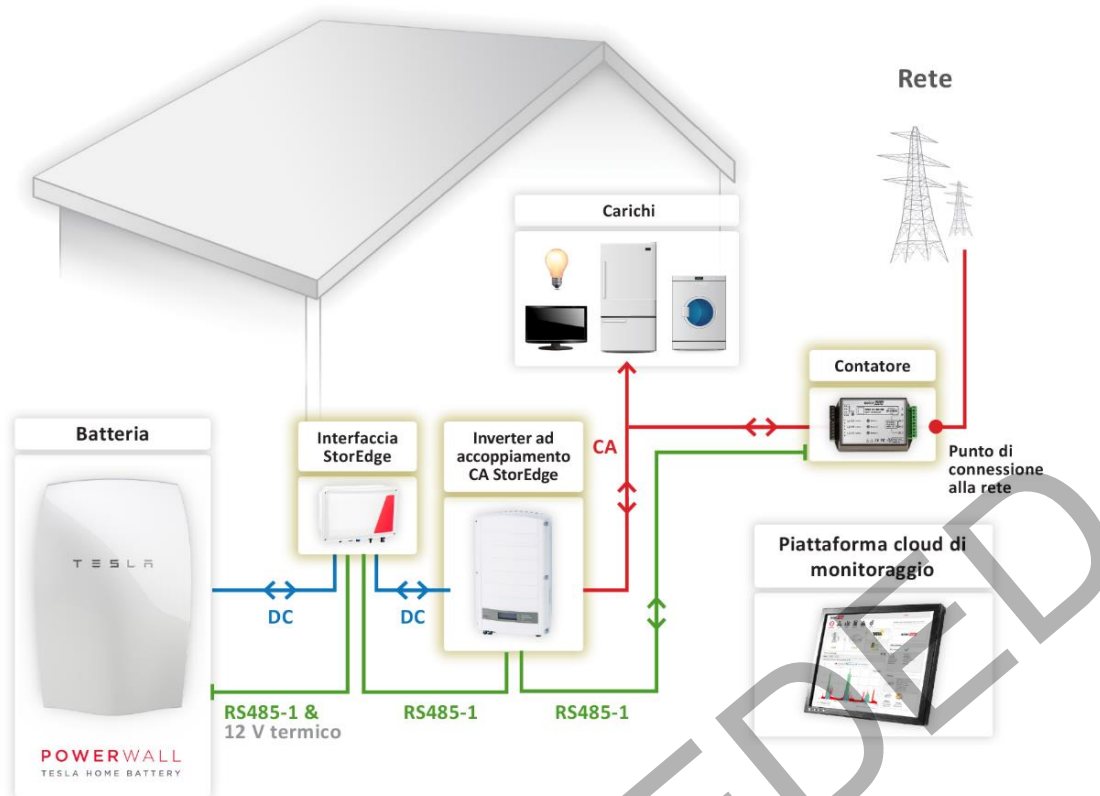 Rete
Carichi
Contatore
Punto di
connessione
alla rete
Batteria
TESLA
POWERWALL
TESLA HOME BATTERY
Interfaccia
StorEdge
Inverter ad
accoppiamento
CA StorEdge
CA
DC
DC
RS485-1 &
12 V termico
RS485-1
RS485-1
Piattaforma cloud di
monitoraggio